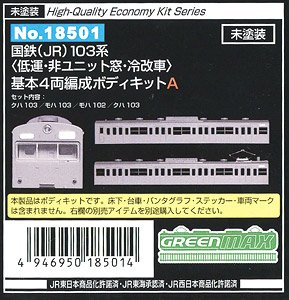 未塗装
High-Quality Economy Kit Series
未塗装
No.18501
国鉄(JR)103系
〈低運・非ユニット窓・冷改車〉
基本4両編成ボディキットA
セット内容：
クハ103／モハ103／モハ102／クハ103
本製品はボディキットです。床下・台車・パンタグラフ・ステッカー・車両マーク
は含まれません。右欄の別売アイテムを別途購入してください。
GREENMAX
4 946950 185014
JR東日本商品化許諾済・JR東海承認済・JR西日本商品化許諾済